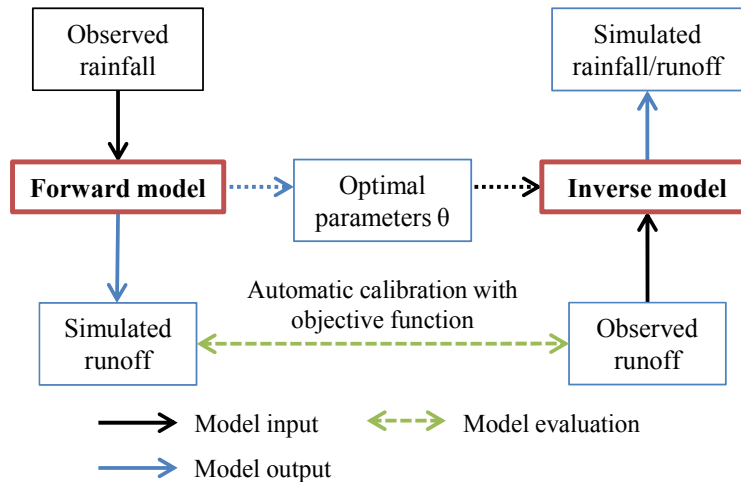 Observed
rainfall
Simulated
rainfall/runoff
Forward model
Optimal
parameters θ
Inverse model
Automatic calibration with
objective function
Simulated
runoff
Observed
runoff
Model input
Model evaluation
Model output